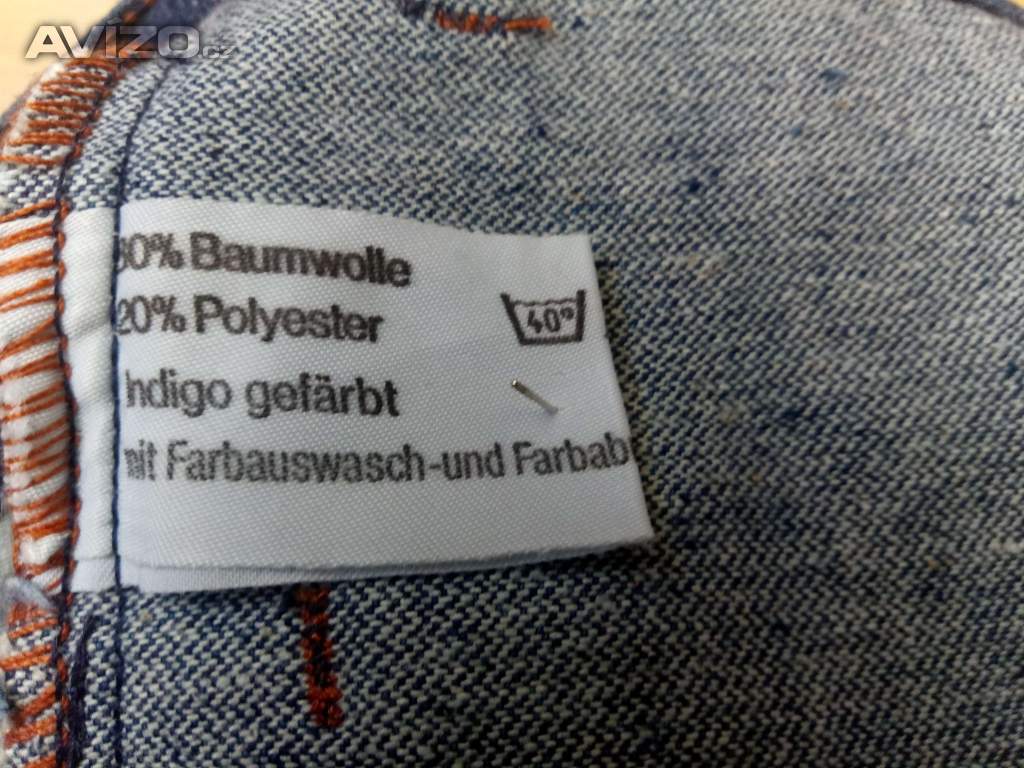 AVIZO.cz
0% Baumwolle
20% Polyester
40°
Indigo gefärbt
mit Farbauswasch-und Farbab